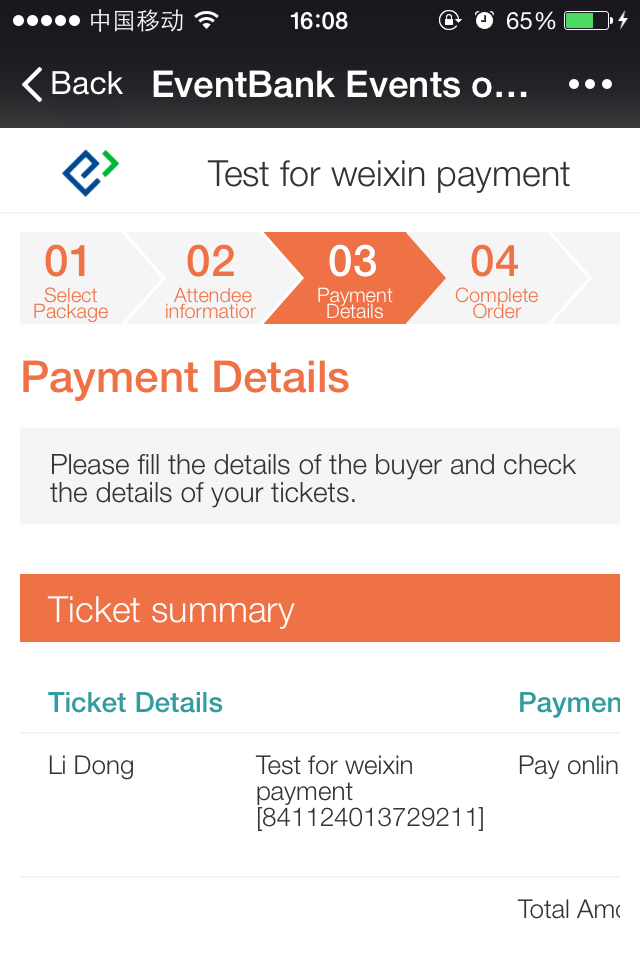 中国移动 16:08 65%
Back EventBank Events o...
Test for weixin payment
01 02 03 04
Select Attendee Payment Complete
Package informatior Details Order
Payment Details
Please fill the details of the buyer and check
the details of your tickets.
Ticket summary
Ticket Details Paymen
Li Dong Test for weixin Pay onlin
payment
[841124013729211]
Total Amo